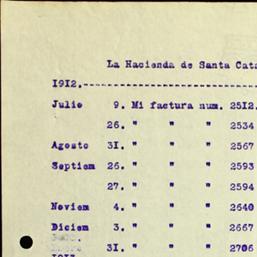 La Hacienda de Santa Cata
1912.----------------------------
Julio 9. Mi factura num. 2512.
26. " " " 2534
Agosto 31. " " " 2567
Septiem 26. " " " 2593
27. " " " 2594
Noviem 4. " " " 2640
Diciem 3. " " " 2667
31. " " " 2706
1913